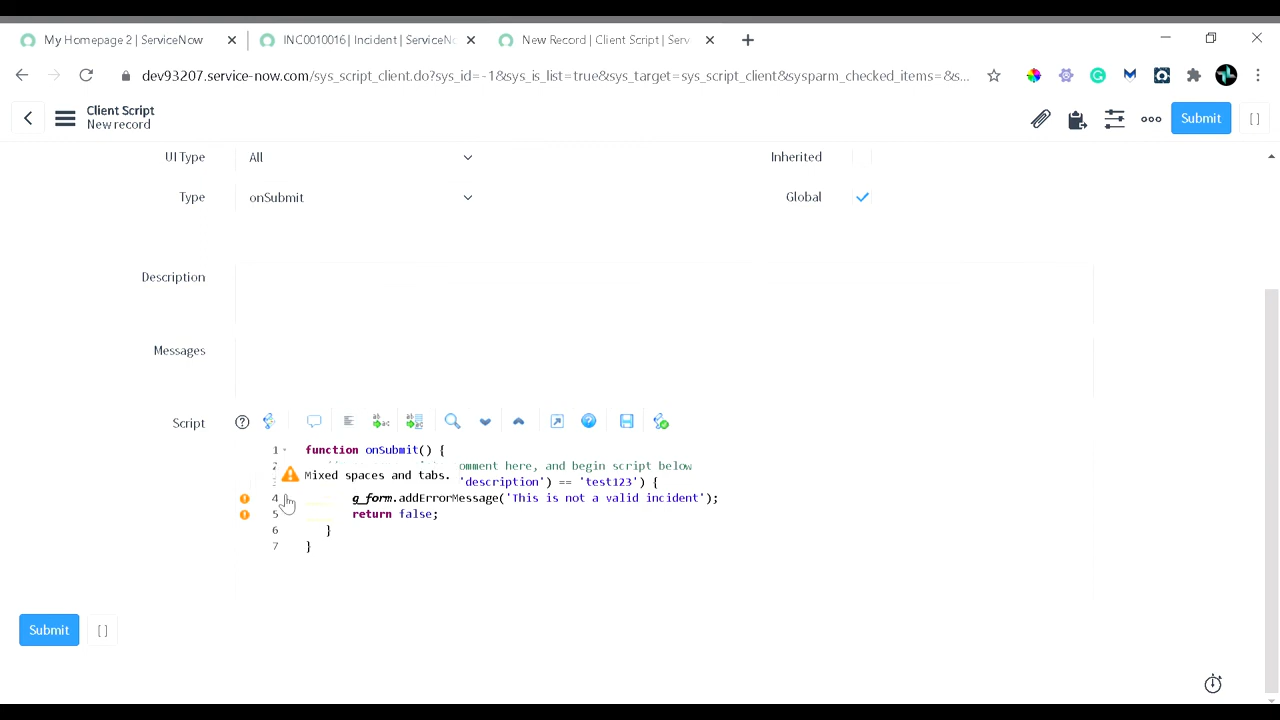 My Homepage 2 | ServiceNow
INC0010016 | Incident | ServiceNo
New Record | Client Script | Serv
dev93207.service-now.com/sys_script_client.do?sys_id=-1&sys_is_list=true&sys_target=sys_script_client&sysparm_checked_items=&s...
Client Script
New record
Submit
[ ]
UI Type
All
Inherited
Type
onSubmit
Global
Description
Messages
Script
1 function onSubmit() {
2 omment here, and begin script below
Mixed spaces and tabs.
3 'description') == 'test123') {
4 g_form.addErrorMessage('This is not a valid incident');
5 return false;
6 }
7 }
Submit
[ ]